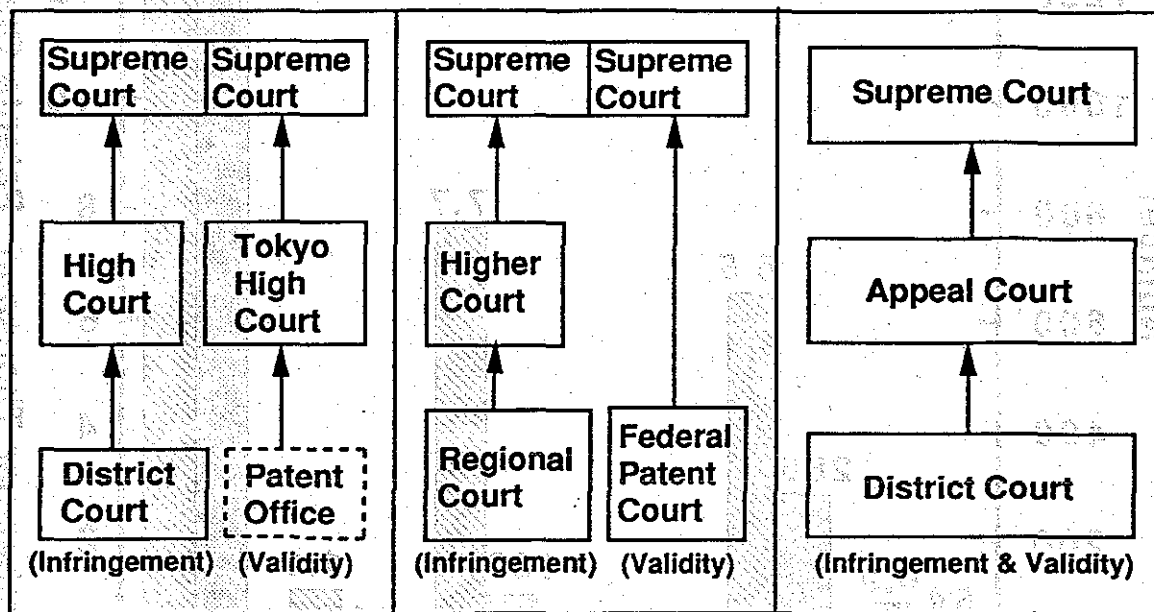 Supreme Court
Supreme Court
High Court
Tokyo High Court
District Court
Patent Office
(Infringement)
(Validity)
Supreme Court
Supreme Court
Higher Court
Regional Court
Federal Patent Court
(Infringement)
(Validity)
Supreme Court
Appeal Court
District Court
(Infringement & Validity)